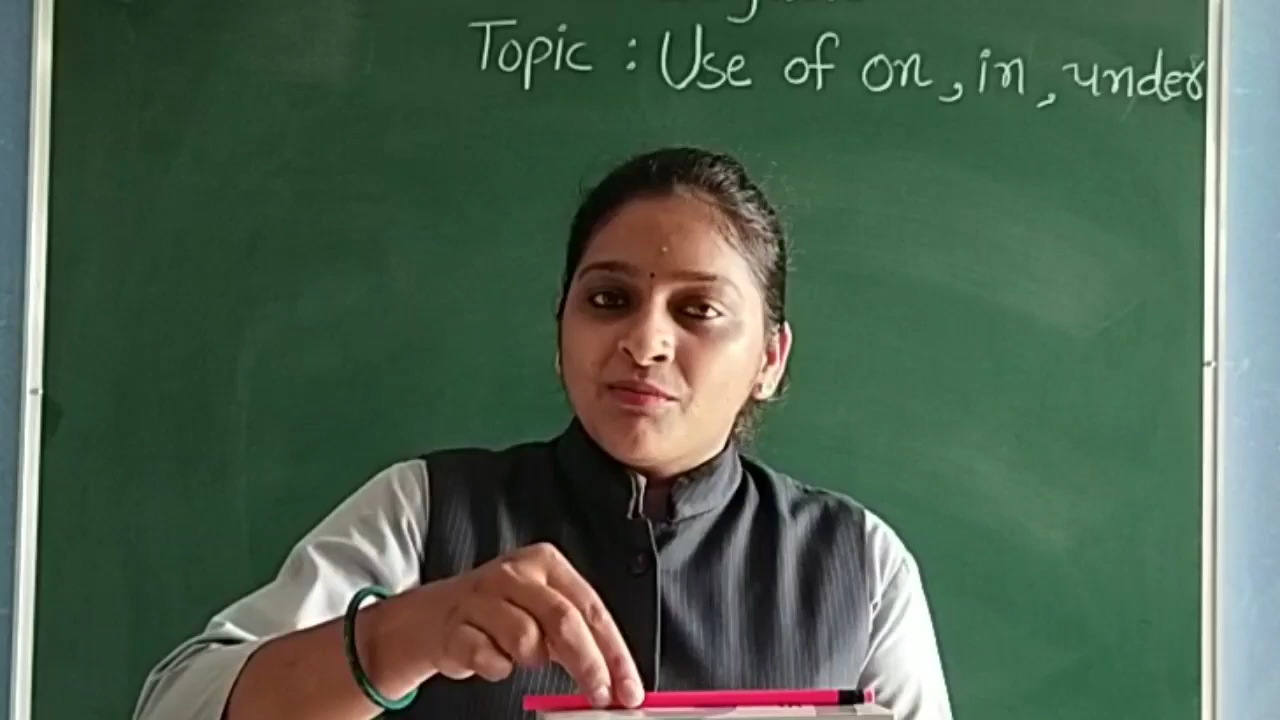 Topic : Use of on, in, under